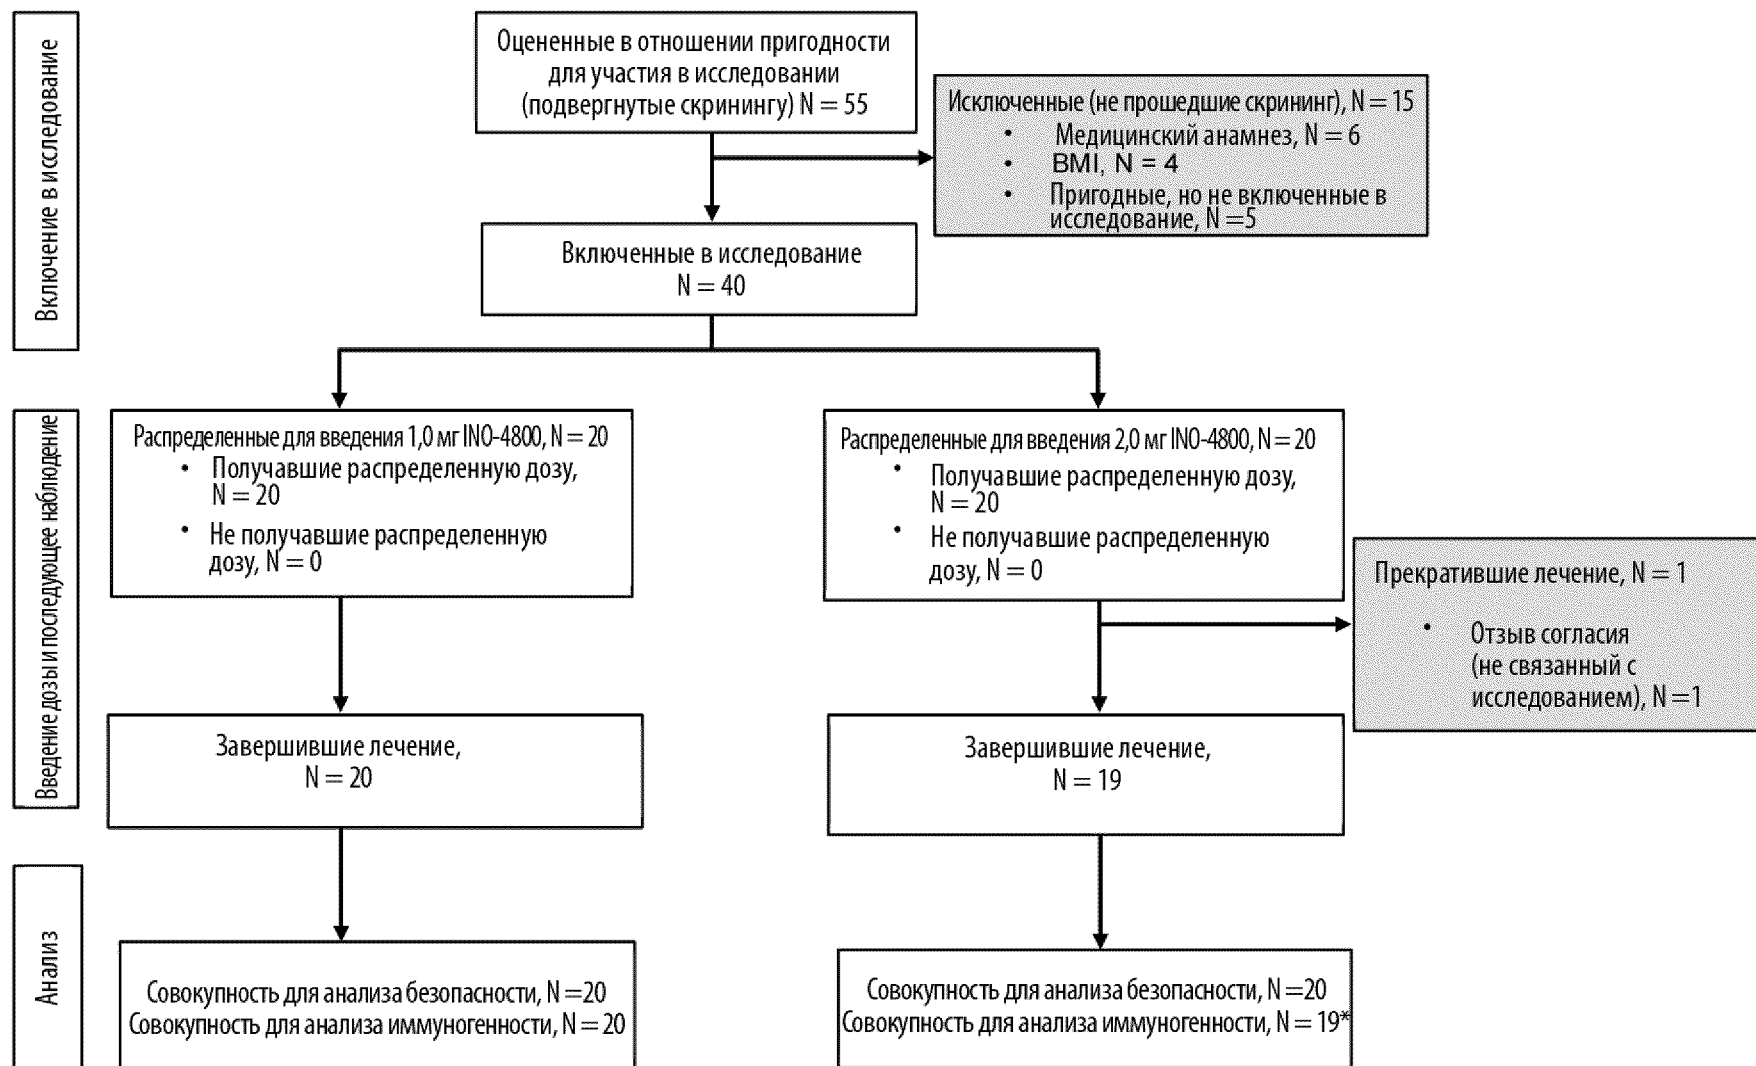 Включение в исследование
Оцененные в отношении пригодности
для участия в исследовании
(подвергнутые скринингу) N = 55
Исключенные (не прошедшие скрининг), N = 15
• Медицинский анамнез, N = 6
• BMI, N = 4
• Пригодные, но не включенные в
исследование, N =5
Включенные в исследование
N = 40
Введение дозы и последующее наблюдение
Распределенные для введения 1,0 мг INO-4800, N = 20
• Получавшие распределенную дозу,
N = 20
• Не получавшие распределенную
дозу, N = 0
Распределенные для введения 2,0 мг INO-4800, N = 20
• Получавшие распределенную дозу,
N = 20
• Не получавшие распределенную
дозу, N = 0
Прекратившие лечение, N = 1
• Отзыв согласия
(не связанный с
исследованием), N =1
Завершившие лечение,
N = 20
Завершившие лечение,
N = 19
Анализ
Совокупность для анализа безопасности, N =20
Совокупность для анализа иммуногенности, N = 20
Совокупность для анализа безопасности, N =20
Совокупность для анализа иммуногенности, N = 19*